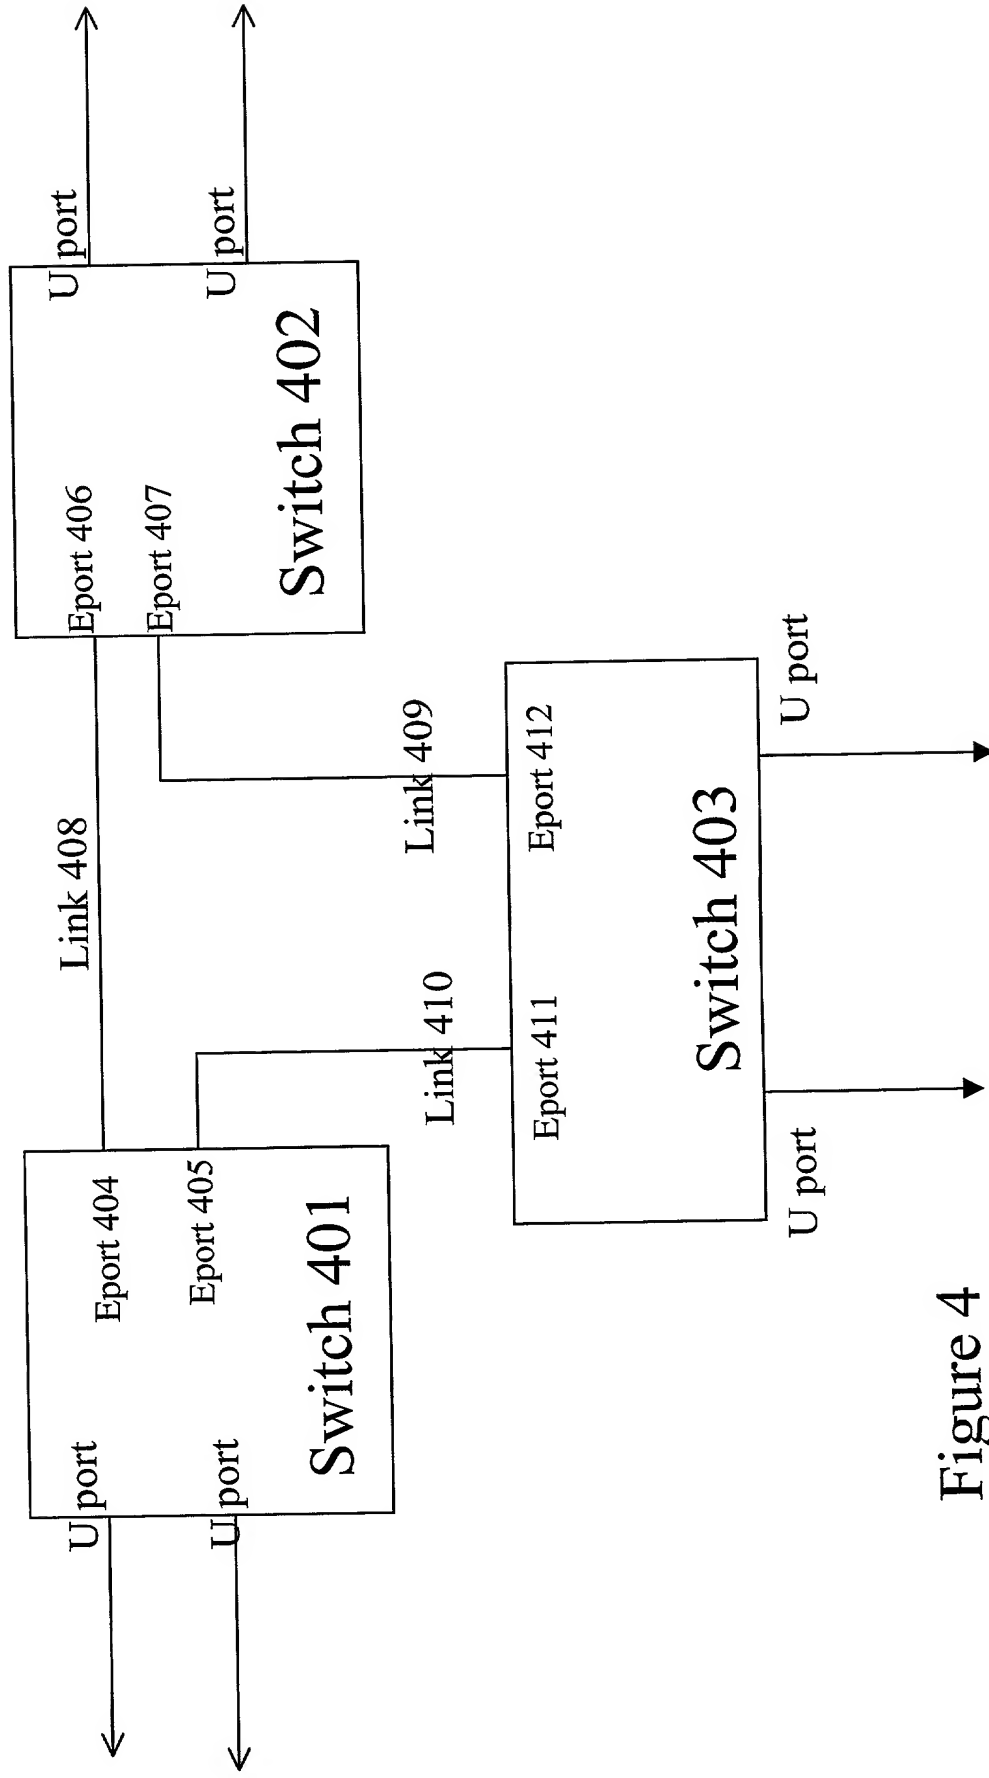 U port
U port
Eport 404
Eport 405
Switch 401
Link 408
Eport 406
Eport 407
Switch 402
U port
U port
Link 410
Link 409
Eport 411
Eport 412
Switch 403
U port
U port
Figure 4